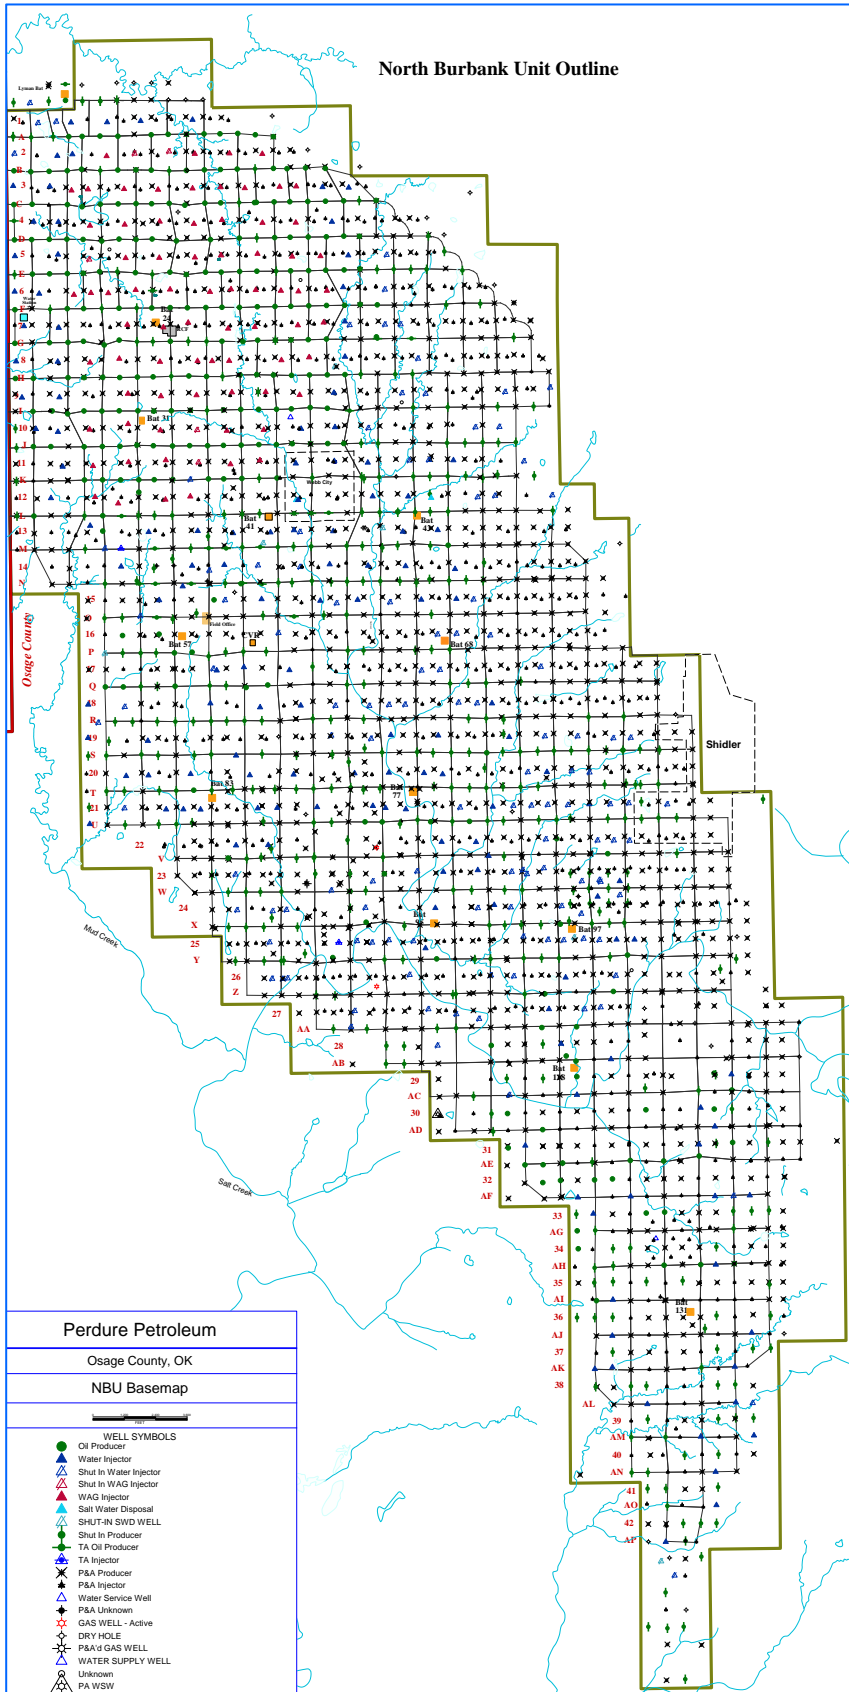 North Burbank Unit Outline
Lyman Bat
1
A
2
B
3
C
4
D
5
E
6
F
7
G
8
H
9
I
10
J
11
K
12
L
13
M
14
N
15
O
16
P
17
Q
18
R
19
S
20
T
21
U
22
V
23
W
24
X
25
Y
26
Z
27
AA
28
AB
29
AC
30
AD
31
AE
32
AF
33
AG
34
AH
35
AI
36
AJ
37
AK
38
AL
39
AM
40
AN
41
AO
42
AP
Water
Station
Bat
Bat 31
Webb City
Bat
41
Bat
Field Office
Bat 57
Bat 68
Osage County
Shidler
Bat 83
77
Bat
Bat 97
Mud Creek
Bat
Salt Creek
Bat
131
Perdure Petroleum
Osage County, OK
NBU Basemap
FEET
WELL SYMBOLS
Oil Producer
Water Injector
Shut In Water Injector
Shut In WAG Injector
WAG Injector
Salt Water Disposal
SHUT-IN SWD WELL
Shut In Producer
TA Oil Producer
TA Injector
P&A Producer
P&A Injector
Water Service Well
P&A Unknown
GAS WELL - Active
DRY HOLE
P&A'd GAS WELL
WATER SUPPLY WELL
Unknown
PA WSW